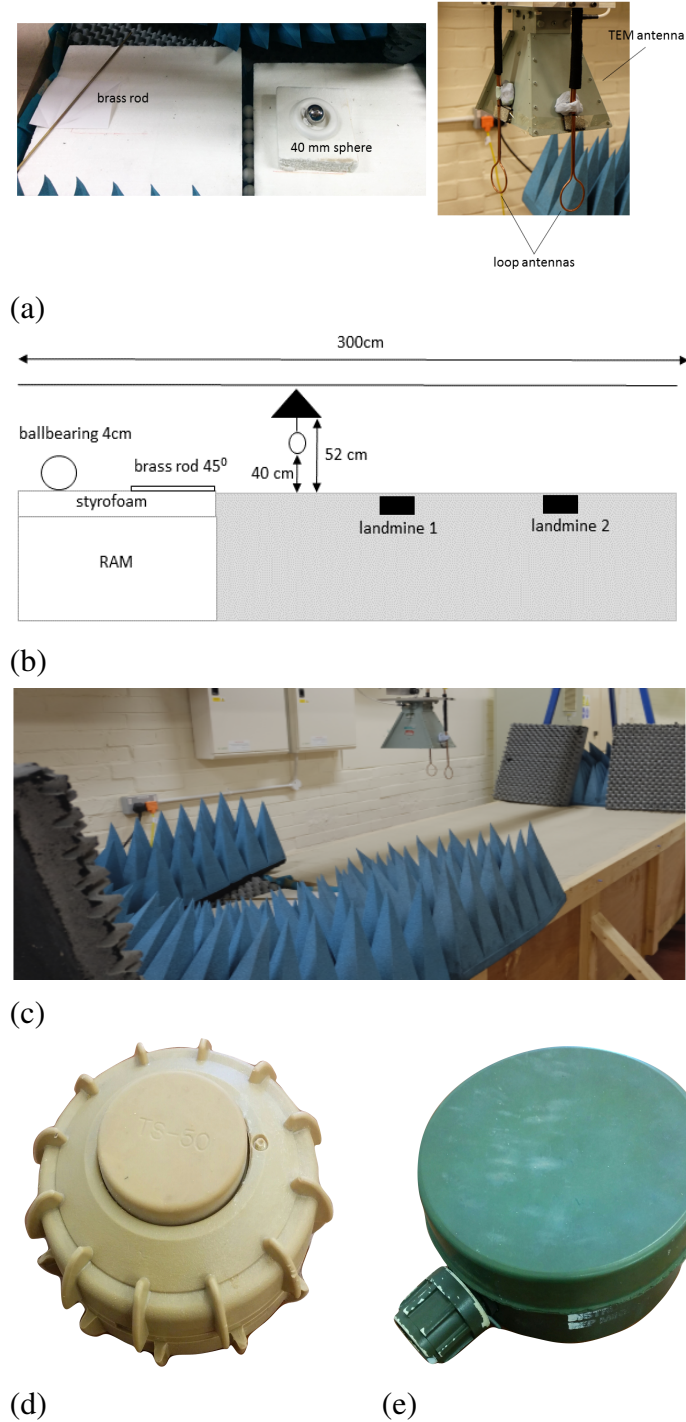 brass rod
40 mm sphere
TEM antenna
loop antennas
(a)
300cm
ballbearing 4cm
brass rod 45⁰
52 cm
40 cm
styrofoam
landmine 1
landmine 2
RAM
(b)
(c)
TS-50
(d)
(e)